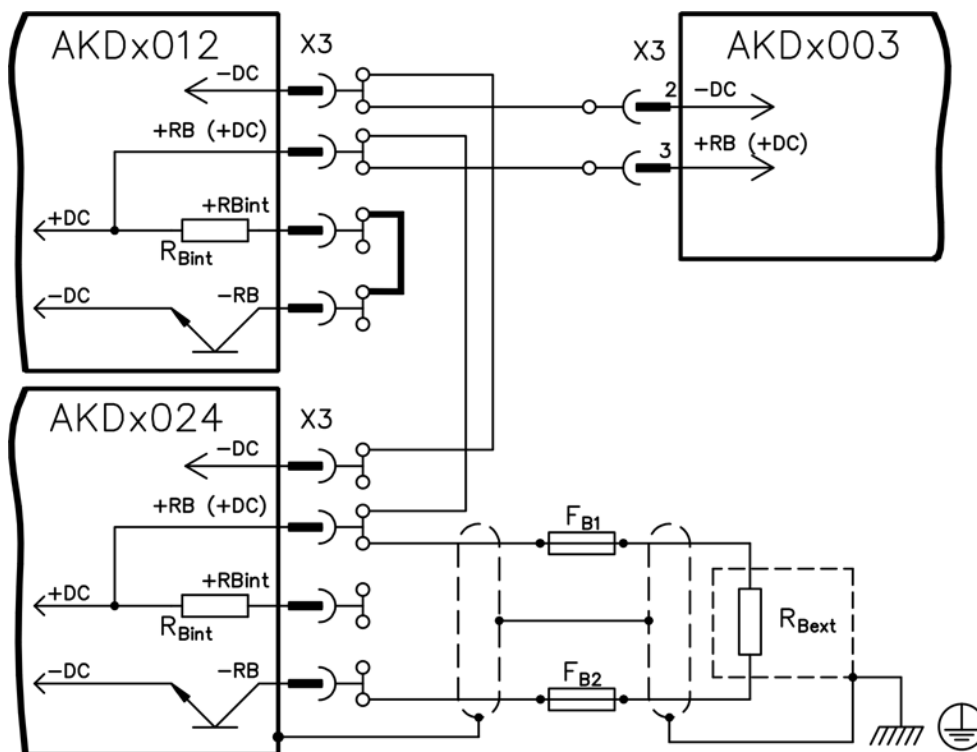 AKDx012
X3
-DC
+RB (+DC)
+DC
+RBint
RBint
-DC
-RB
X3
AKDx003
2
-DC
3
+RB (+DC)
AKDx024
X3
-DC
+RB (+DC)
+DC
+RBint
RBint
-DC
-RB
FB1
RBext
FB2